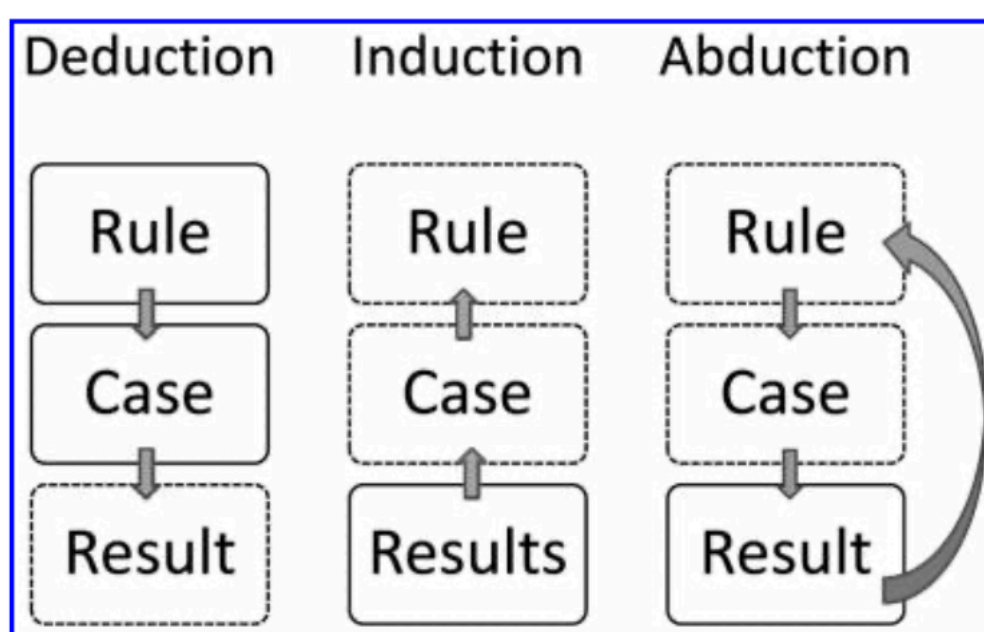 Deduction Induction Abduction
Rule Rule Rule
Case Case Case
Result Results Result